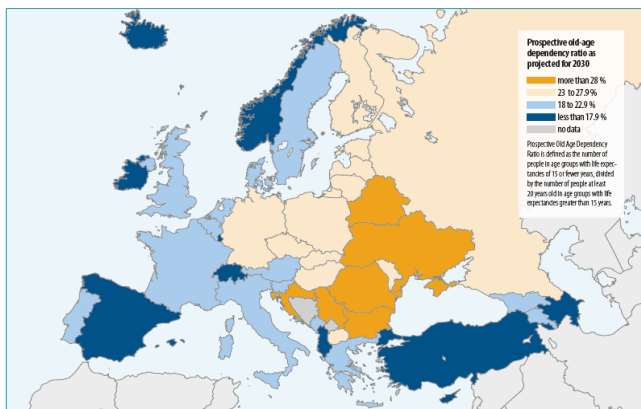 Prospective old-age
dependency ratio as
projected for 2030
more than 28 %
23 to 27.9 %
18 to 22.9 %
less than 17.9 %
no data
Prospective Old Age Dependency
Ratio is defined as the number of
people in age groups with life expec-
tancies of 15 or fewer years, divided
by the number of people at least
20 years old in age groups with life
expectancies greater than 15 years.